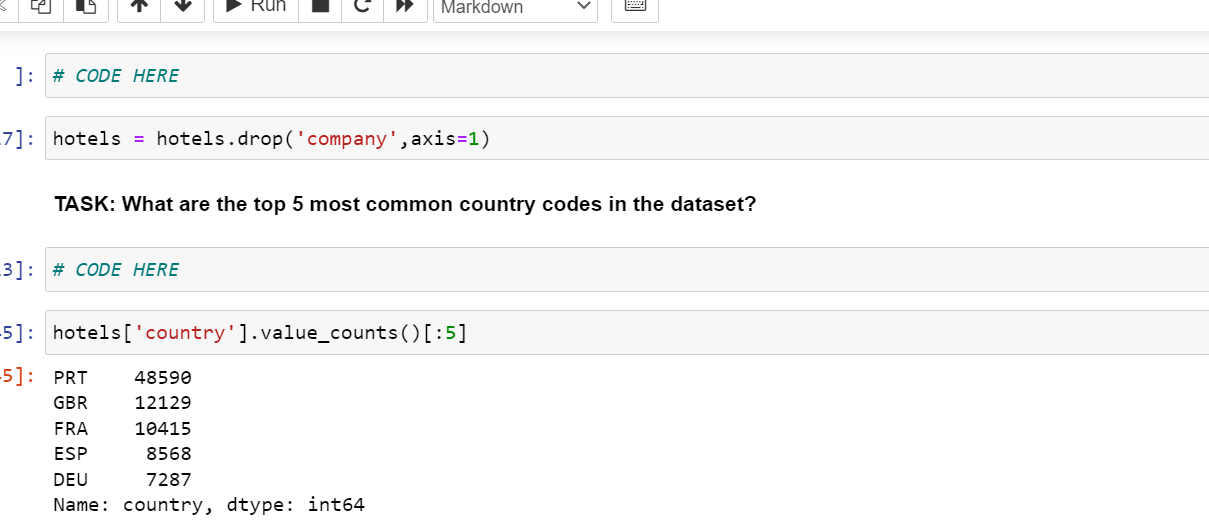 Run
Markdown
]:
# CODE HERE
7]:
hotels = hotels.drop('company',axis=1)
TASK: What are the top 5 most common country codes in the dataset?
3]:
# CODE HERE
5]:
hotels['country'].value_counts()[:5]
5]:
PRT 48590
GBR 12129
FRA 10415
ESP 8568
DEU 7287
Name: country, dtype: int64